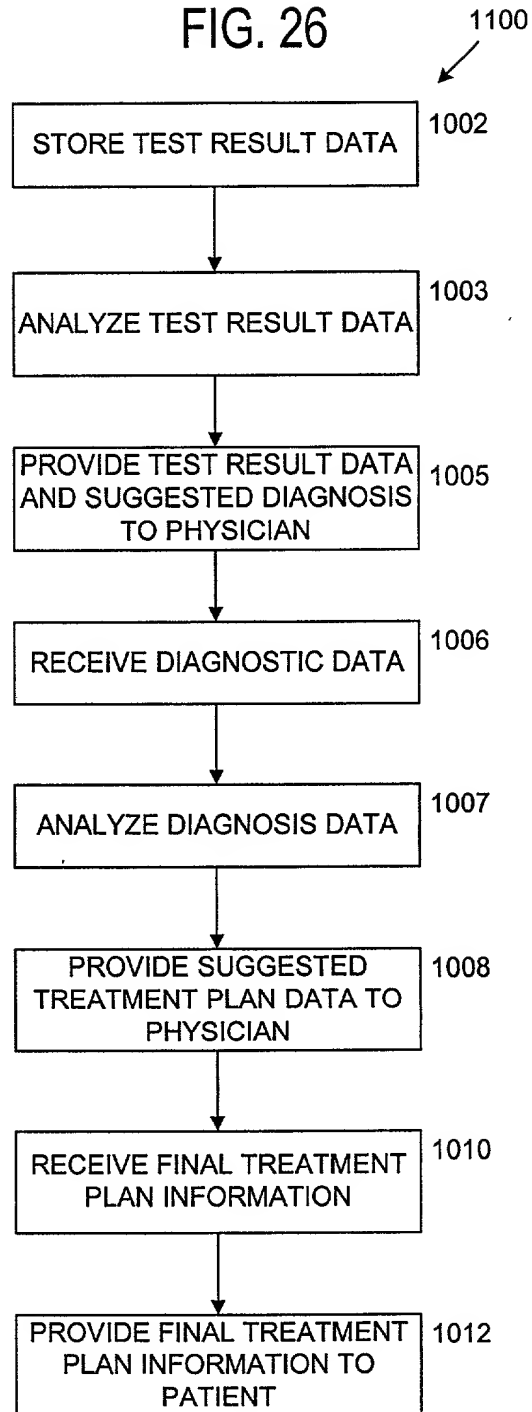 FIG. 26
1100
STORE TEST RESULT DATA
1002
ANALYZE TEST RESULT DATA
1003
PROVIDE TEST RESULT DATA
AND SUGGESTED DIAGNOSIS
TO PHYSICIAN
1005
RECEIVE DIAGNOSTIC DATA
1006
ANALYZE DIAGNOSIS DATA
1007
PROVIDE SUGGESTED
TREATMENT PLAN DATA TO
PHYSICIAN
1008
RECEIVE FINAL TREATMENT
PLAN INFORMATION
1010
PROVIDE FINAL TREATMENT
PLAN INFORMATION TO
PATIENT
1012